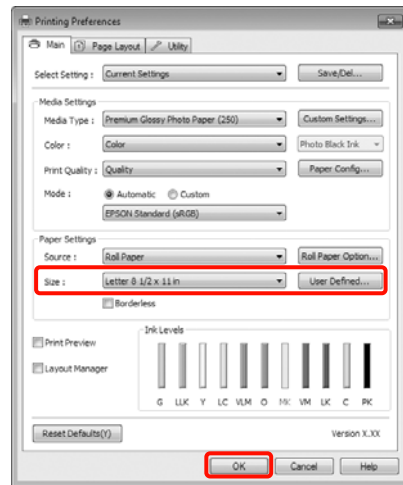 Printing Preferences
Main Page Layout Utility
Select Setting : Current Settings Save/Del...
Media Settings
Media Type : Premium Glossy Photo Paper (250) Custom Settings...
Color : Color Photo Black Ink
Print Quality : Quality Paper Config...
Mode : Automatic Custom
EPSON Standard (sRGB)
Paper Settings
Source : Roll Paper Roll Paper Option...
Size : Letter 8 1/2 x 11 in User Defined...
Borderless
Ink Levels
Print Preview
Layout Manager
G LLK Y LC VLM O MK VM LK C PK
Reset Defaults(Y) Version X.XX
OK Cancel Help